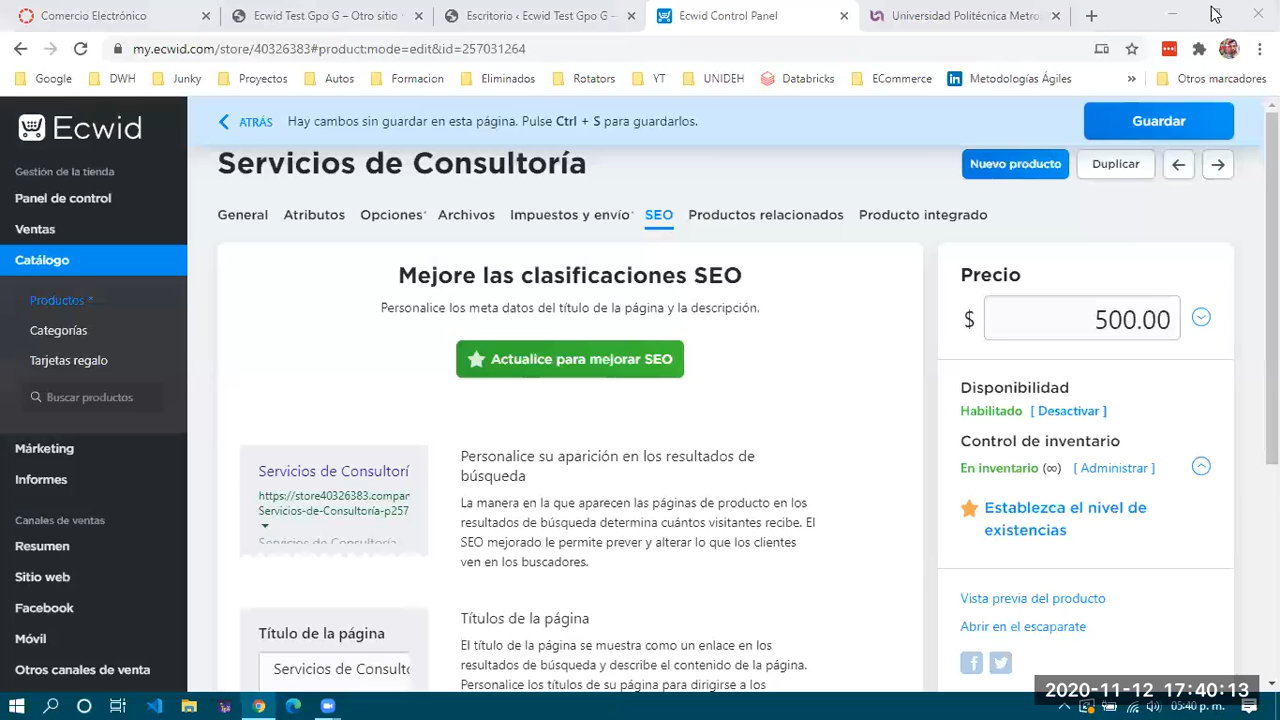 Comercio Electrónico
Ecwid Test Gpo G – Otro sitio
Escritorio ‹ Ecwid Test Gpo G —
Ecwid Control Panel
Universidad Politécnica Metro
my.ecwid.com/store/40326383#product:mode=edit&id=257031264
Google
DWH
Junky
Proyectos
Autos
Formacion
Eliminados
Rotators
YT
UNIDEH
Databricks
ECommerce
Metodologías Ágiles
»
Otros marcadores
Ecwid
Gestión de la tienda
Panel de control
Ventas
Catálogo
Productos *
Categorías
Tarjetas regalo
Buscar productos
Márketing
Informes
Canales de ventas
Resumen
Sitio web
Facebook
Móvil
Otros canales de venta
ATRÁS
Hay cambios sin guardar en esta página. Pulse Ctrl + S para guardarlos.
Guardar
Servicios de Consultoría
Nuevo producto
Duplicar
General
Atributos
Opciones*
Archivos
Impuestos y envío*
SEO
Productos relacionados
Producto integrado
Mejore las clasificaciones SEO
Personalice los meta datos del título de la página y la descripción.
Actualice para mejorar SEO
Servicios de Consultorí
https://store40326383.compan
Servicios-de-Consultoría-p257
Servicios de Consultoría
Personalice su aparición en los resultados de
búsqueda
La manera en la que aparecen las páginas de producto en los
resultados de búsqueda determina cuántos visitantes recibe. El
SEO mejorado le permite prever y alterar lo que los clientes
ven en los buscadores.
Título de la página
Servicios de Consulto
Títulos de la página
El título de la página se muestra como un enlace en los
resultados de búsqueda y describe el contenido de la página.
Personalice los títulos de su página para dirigirse a los
Precio
$
500.00
Disponibilidad
Habilitado [ Desactivar ]
Control de inventario
En inventario (∞) [ Administrar ]
Establezca el nivel de
existencias
Vista previa del producto
Abrir en el escaparate
2020-11-12 17:40:13
05:40 p. m.